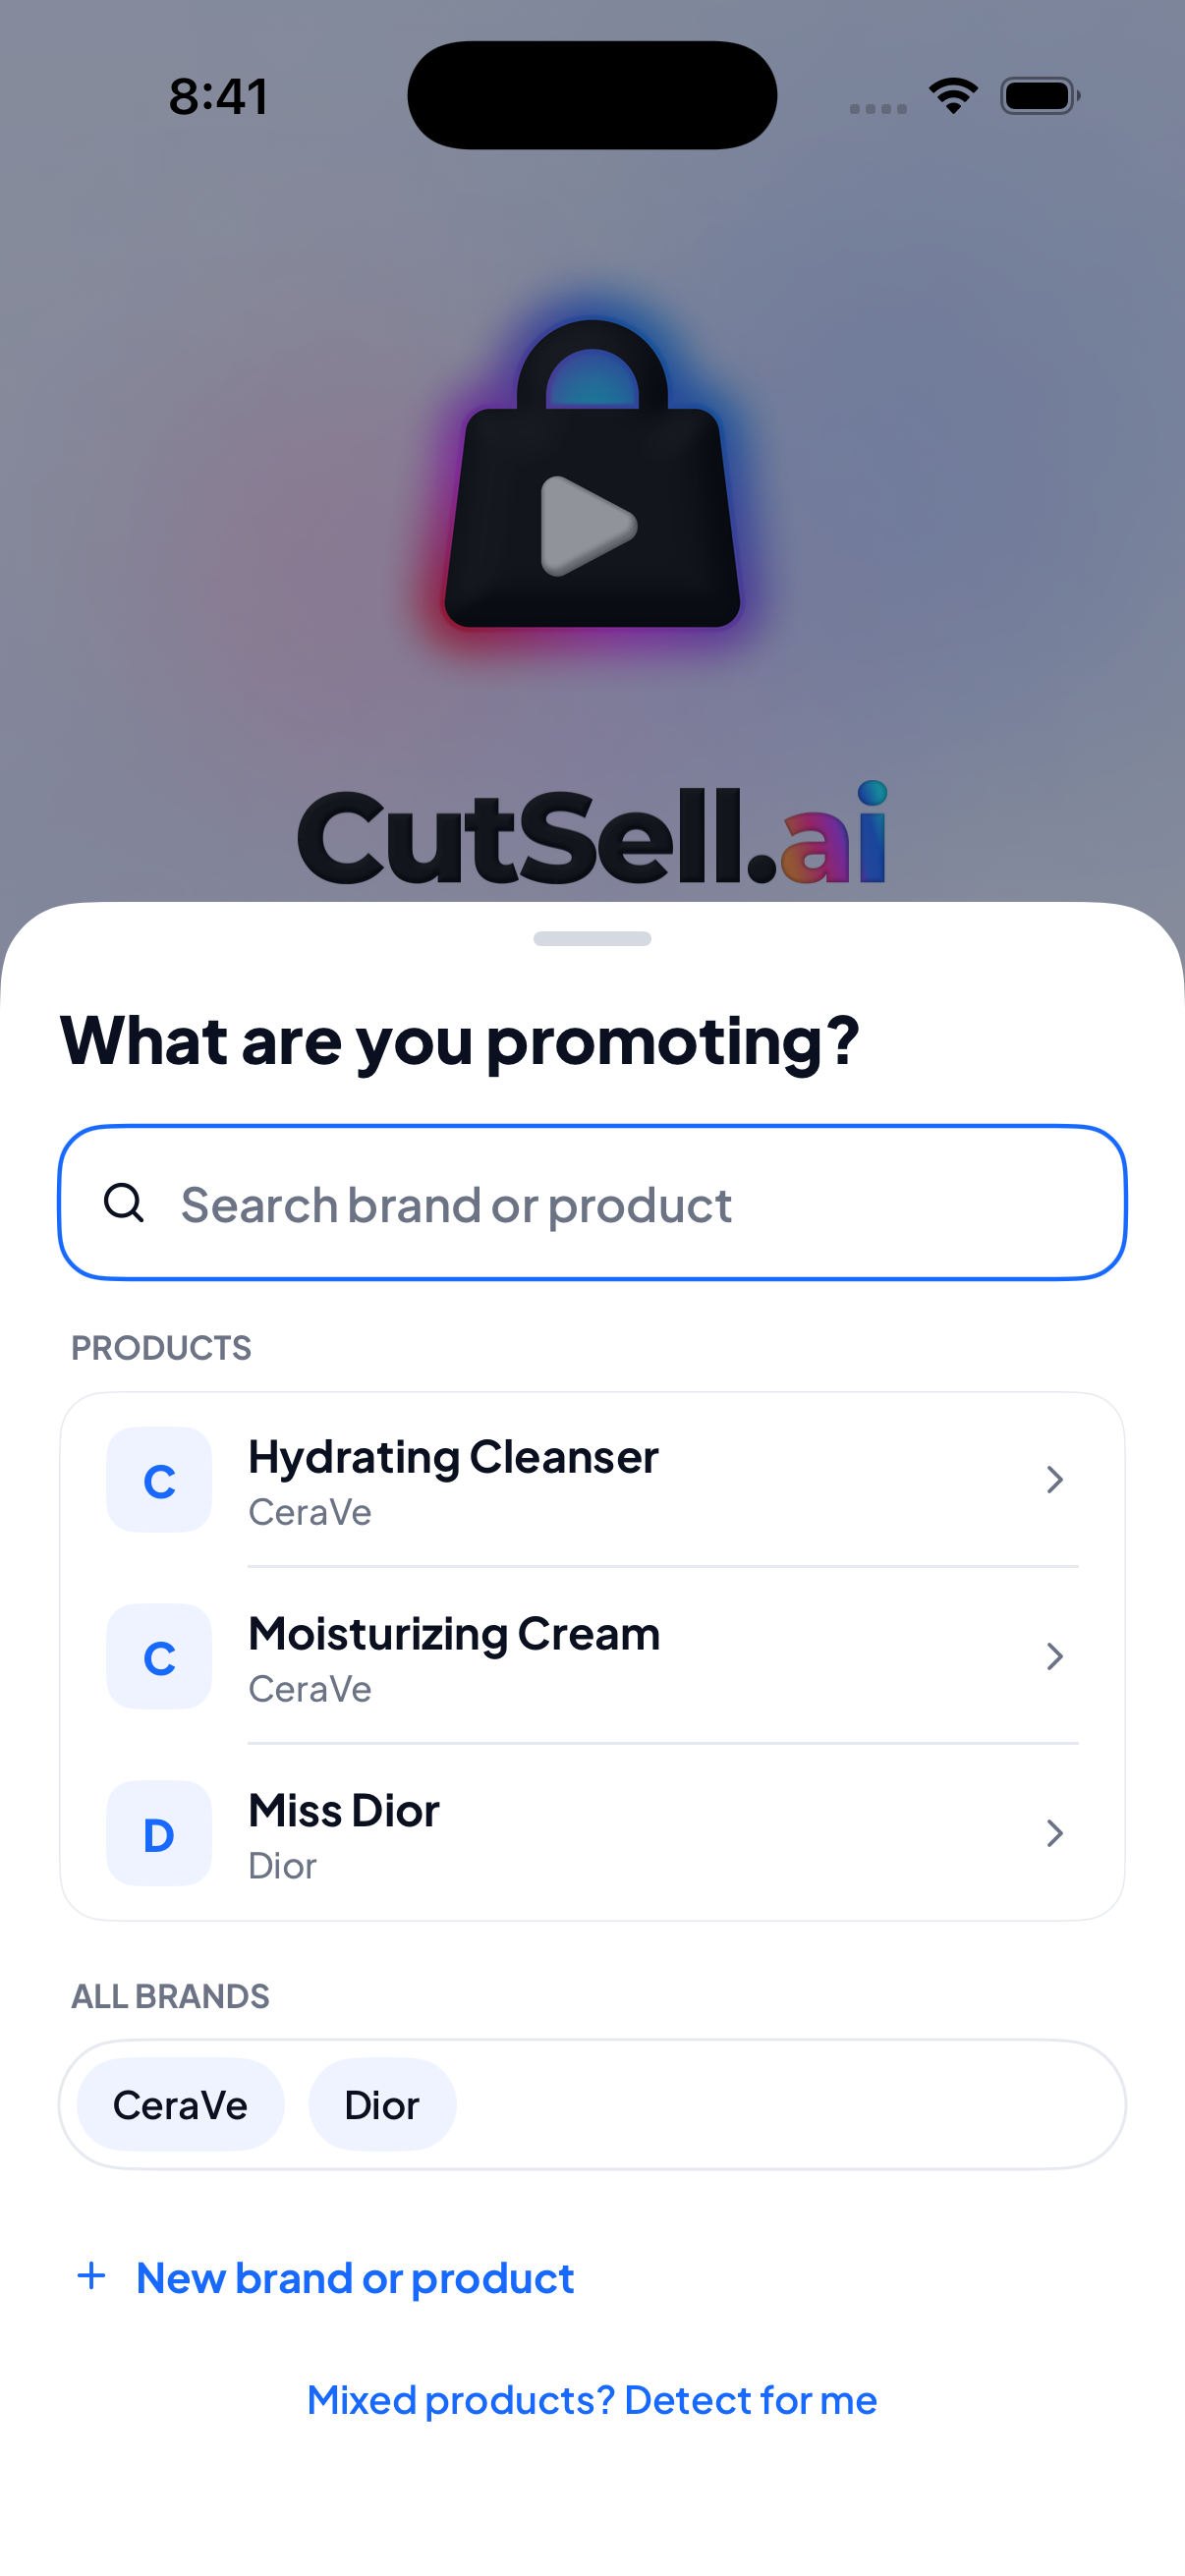 8:41
CutSell.ai
What are you promoting?
Search brand or product
PRODUCTS
C
Hydrating Cleanser
CeraVe
C
Moisturizing Cream
CeraVe
D
Miss Dior
Dior
ALL BRANDS
CeraVe Dior
+ New brand or product
Mixed products? Detect for me